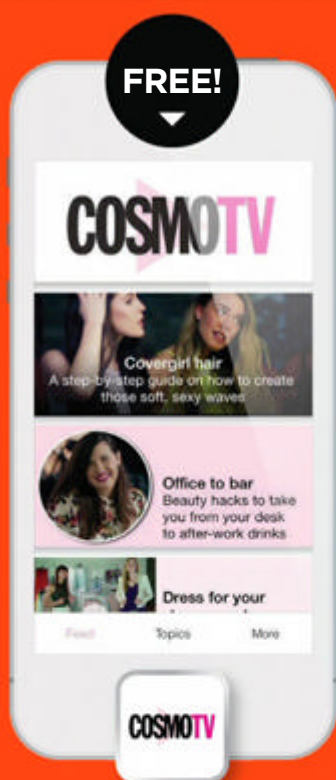 FREE!
COSMOTV
Covergirl hair
A step-by-step guide on how to create
those soft, sexy waves
Office to bar
Beauty hacks to take
you from your desk
to after-work drinks
Dress for your
Feed Topics More
COSMOTV